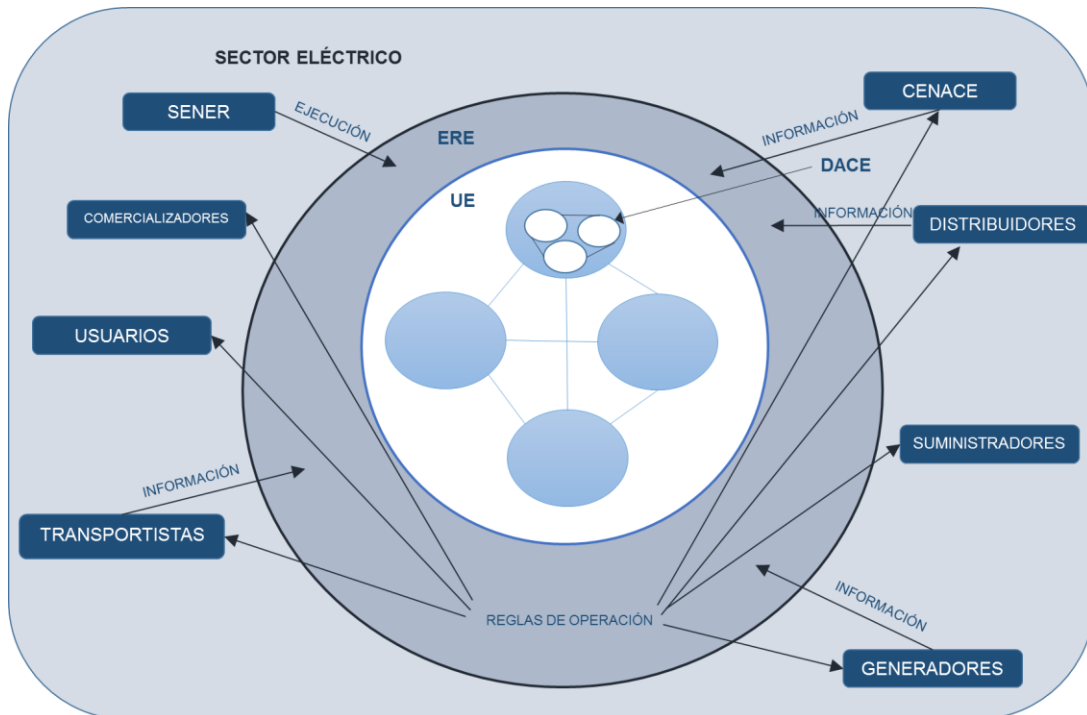 SECTOR ELÉCTRICO
SENER
EJECUCIÓN
CENACE
INFORMACIÓN
ERE
DACE
UE
COMERCIALIZADORES
INFORMACIÓN
DISTRIBUIDORES
USUARIOS
SUMINISTRADORES
INFORMACIÓN
TRANSPORTISTAS
REGLAS DE OPERACIÓN
INFORMACIÓN
GENERADORES